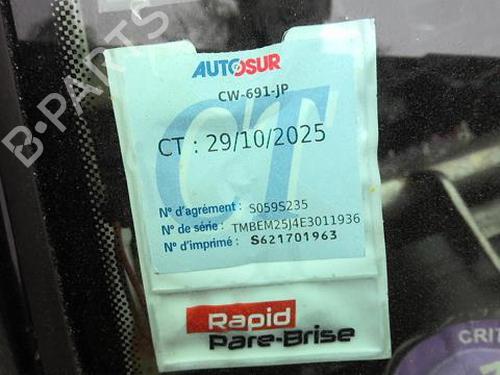 AUTOSUR
CW-691-JP
CT
CT : 29/10/2025
N° d'agrément : S059S235
N° de série : TMBEM25J4E3011936
N° d'imprimé : S621701963
Rapid
Pare-Brise
CRIT